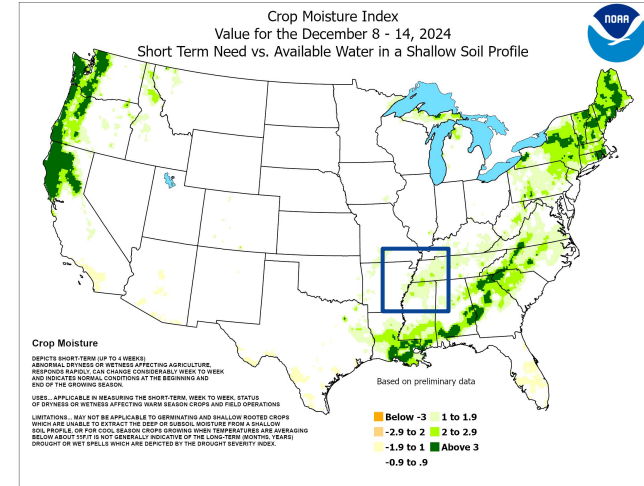 Crop Moisture Index
Value for the December 8 - 14, 2024
Short Term Need vs. Available Water in a Shallow Soil Profile
NOAA
Crop Moisture
DEPICTS SHORT-TERM (UP TO 4 WEEKS)
ABNORMAL DRYNESS OR WETNESS AFFECTING AGRICULTURE,
RESPONDS RAPIDLY, CAN CHANGE CONSIDERABLY WEEK TO WEEK
AND INDICATES NORMAL CONDITIONS AT THE BEGINNING AND
END OF THE GROWING SEASON.
USES... APPLICABLE IN MEASURING THE SHORT-TERM, WEEK TO WEEK, STATUS
OF DRYNESS OR WETNESS AFFECTING WARM SEASON CROPS AND FIELD OPERATIONS
LIMITATIONS... MAY NOT BE APPLICABLE TO GERMINATING AND SHALLOW ROOTED CROPS
WHICH ARE UNABLE TO EXTRACT THE DEEP OR SUBSOIL MOISTURE FROM A SHALLOW
SOIL PROFILE, OR FOR COOL SEASON CROPS GROWING WHEN TEMPERATURES ARE AVERAGING
BELOW ABOUT 55F.IT IS NOT GENERALLY INDICATIVE OF THE LONG-TERM (MONTHS, YEARS)
DROUGHT OR WET SPELLS WHICH ARE DEPICTED BY THE DROUGHT SEVERITY INDEX.
Based on preliminary data
Below -3 1 to 1.9
-2.9 to 2 2 to 2.9
-1.9 to 1 Above 3
-0.9 to .9